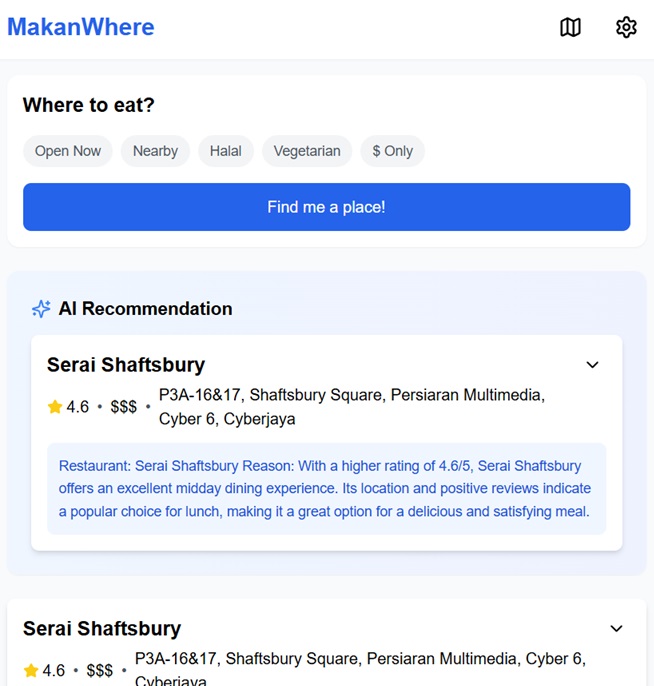 MakanWhere
Where to eat?
Open Now
Nearby
Halal
Vegetarian
$ Only
Find me a place!
AI Recommendation
Serai Shaftsbury
4.6 • $$$ • P3A-16&17, Shaftsbury Square, Persiaran Multimedia,
Cyber 6, Cyberjaya
Restaurant: Serai Shaftsbury Reason: With a higher rating of 4.6/5, Serai Shaftsbury
offers an excellent midday dining experience. Its location and positive reviews indicate
a popular choice for lunch, making it a great option for a delicious and satisfying meal.
Serai Shaftsbury
4.6 • $$$ • P3A-16&17, Shaftsbury Square, Persiaran Multimedia, Cyber 6,
Cyberjaya